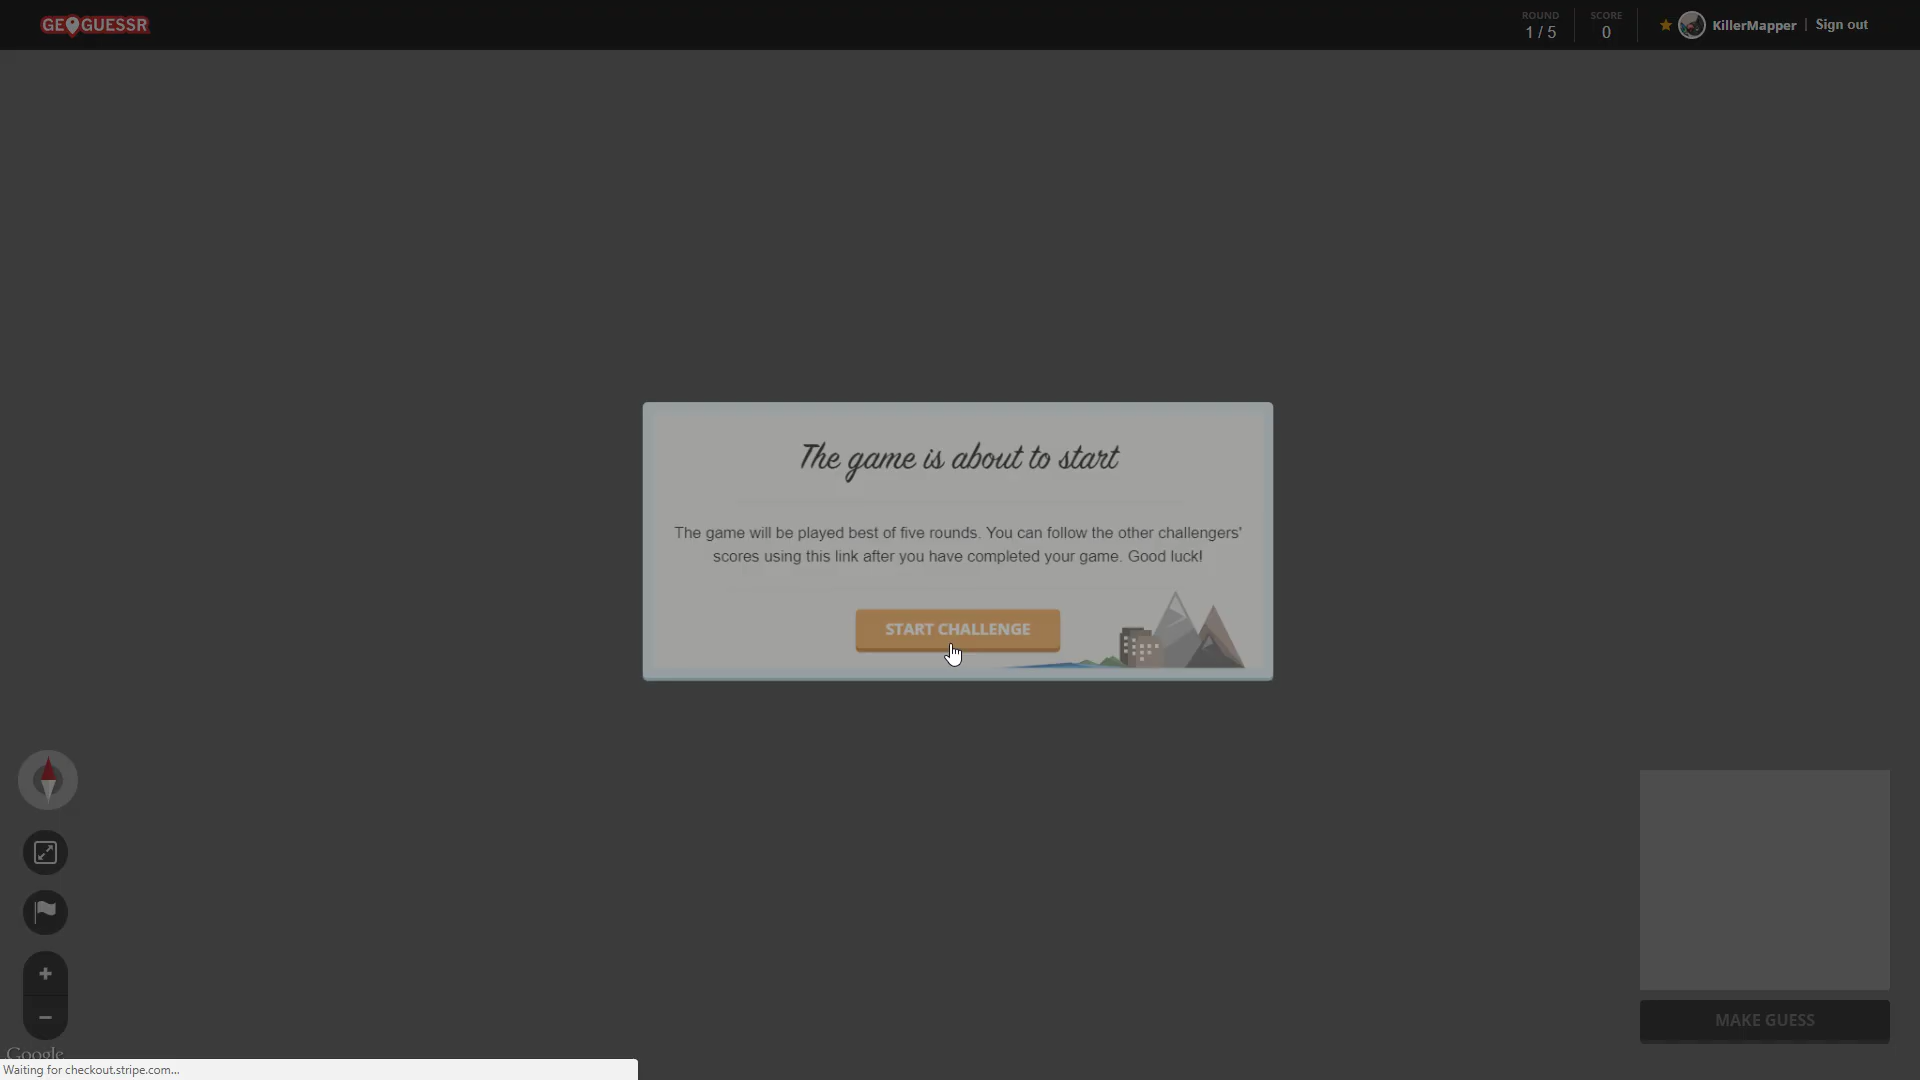 GEOGUESSR
ROUND
1 / 5
SCORE
0
KillerMapper | Sign out
The game is about to start
The game will be played best of five rounds. You can follow the other challengers'
scores using this link after you have completed your game. Good luck!
START CHALLENGE
MAKE GUESS
Google
Waiting for checkout.stripe.com...